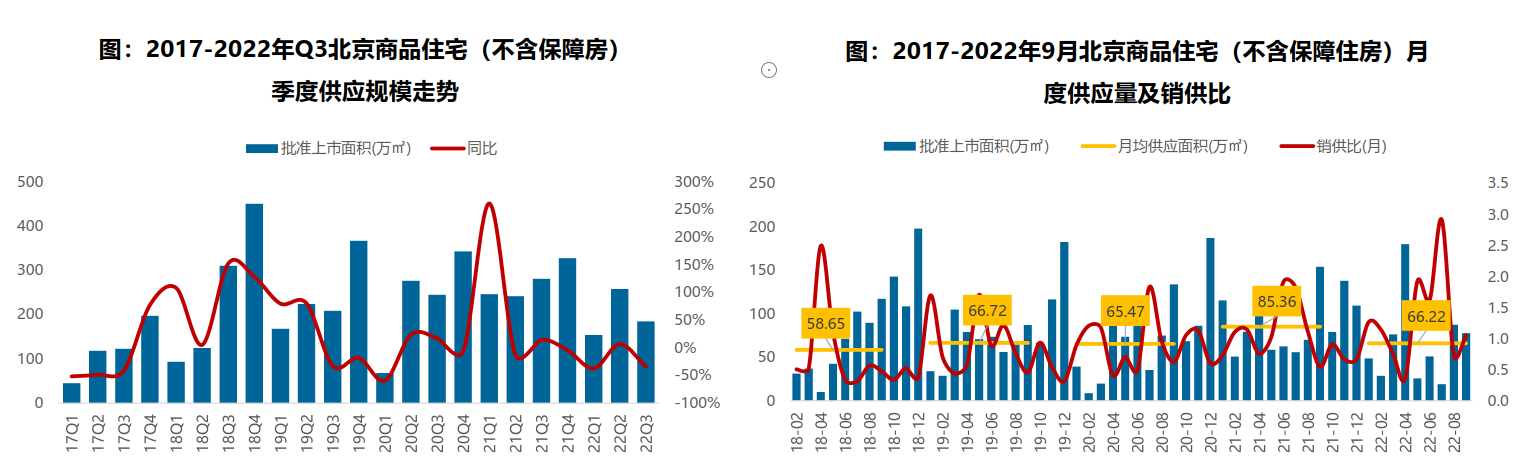 图：2017-2022年Q3北京商品住宅（不含保障房）
季度供应规模走势
批准上市面积(万㎡)
同比
500
400
300
200
100
0
300%
250%
200%
150%
100%
50%
0%
-50%
-100%
17Q1
17Q2
17Q3
17Q4
18Q1
18Q2
18Q3
18Q4
19Q1
19Q2
19Q3
19Q4
20Q1
20Q2
20Q3
20Q4
21Q1
21Q2
21Q3
21Q4
22Q1
22Q2
22Q3
图：2017-2022年9月北京商品住宅（不含保障住房）月
度供应量及销供比
批准上市面积(万㎡)
月均供应面积(万㎡)
销供比(月)
250
200
150
100
50
0
3.5
3.0
2.5
2.0
1.5
1.0
0.5
0.0
58.65
66.72
65.47
85.36
66.22
18-02
18-04
18-06
18-08
18-10
18-12
19-02
19-04
19-06
19-08
19-10
19-12
20-02
20-04
20-06
20-08
20-10
20-12
21-02
21-04
21-06
21-08
21-10
21-12
22-02
22-04
22-06
22-08